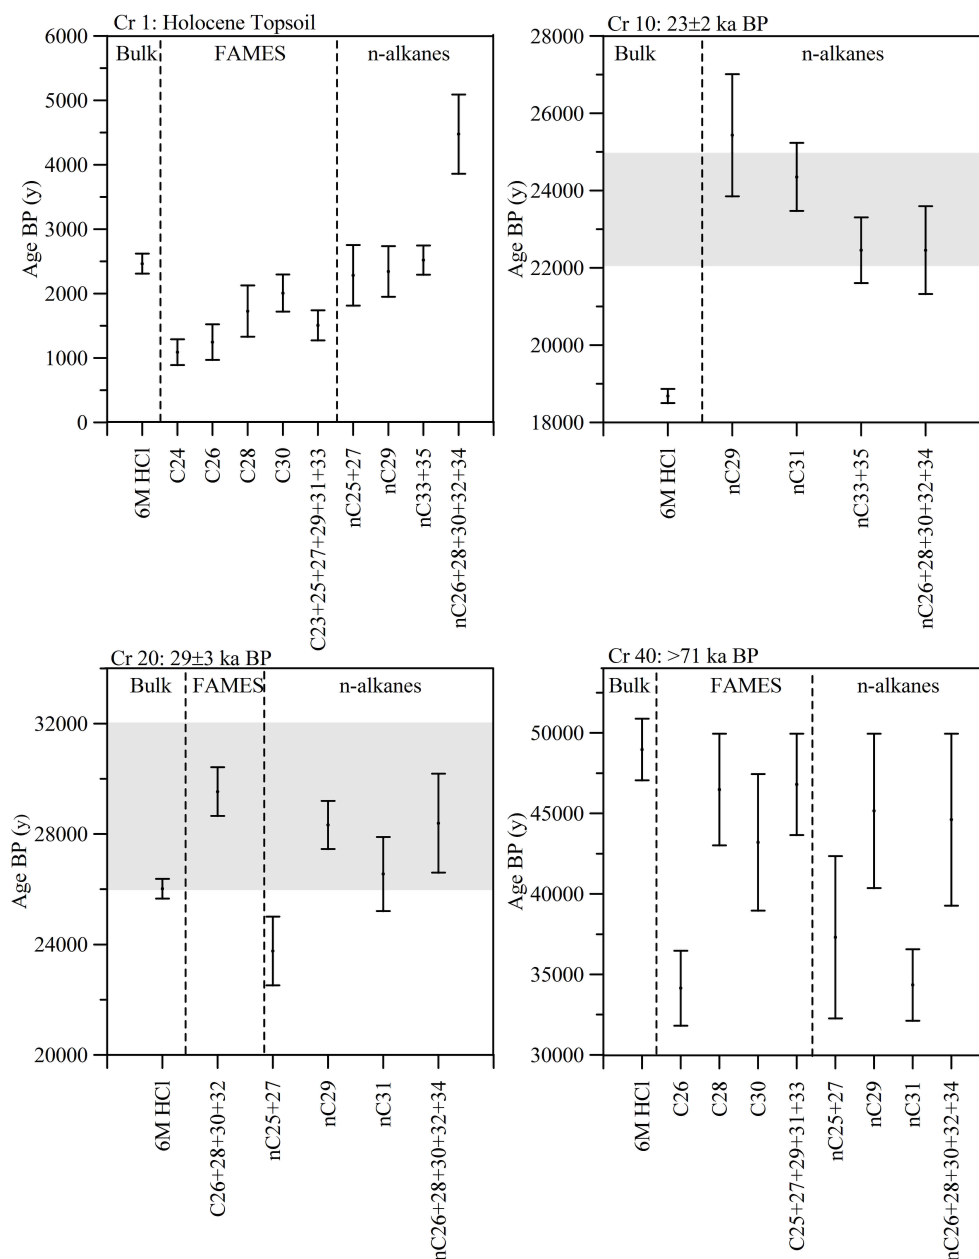 Cr 1: Holocene Topsoil
Bulk FAMES n-alkanes
Age BP (y)
6000
5000
4000
3000
2000
1000
0
6M HCl
C24
C26
C28
C30
C23+25+27+29+31+33
nC25+27
nC29
nC33+35
nC26+28+30+32+34
Cr 10: 23±2 ka BP
Bulk n-alkanes
Age BP (y)
28000
26000
24000
22000
20000
18000
6M HCl
nC29
nC31
nC33+35
nC26+28+30+32+34
Cr 20: 29±3 ka BP
Bulk FAMES n-alkanes
Age BP (y)
32000
28000
24000
20000
6M HCl
C26+28+30+32
nC25+27
nC29
nC31
nC26+28+30+32+34
Cr 40: >71 ka BP
Bulk FAMES n-alkanes
Age BP (y)
50000
45000
40000
35000
30000
6M HCl
C26
C28
C30
C25+27+29+31+33
nC25+27
nC29
nC31
nC26+28+30+32+34